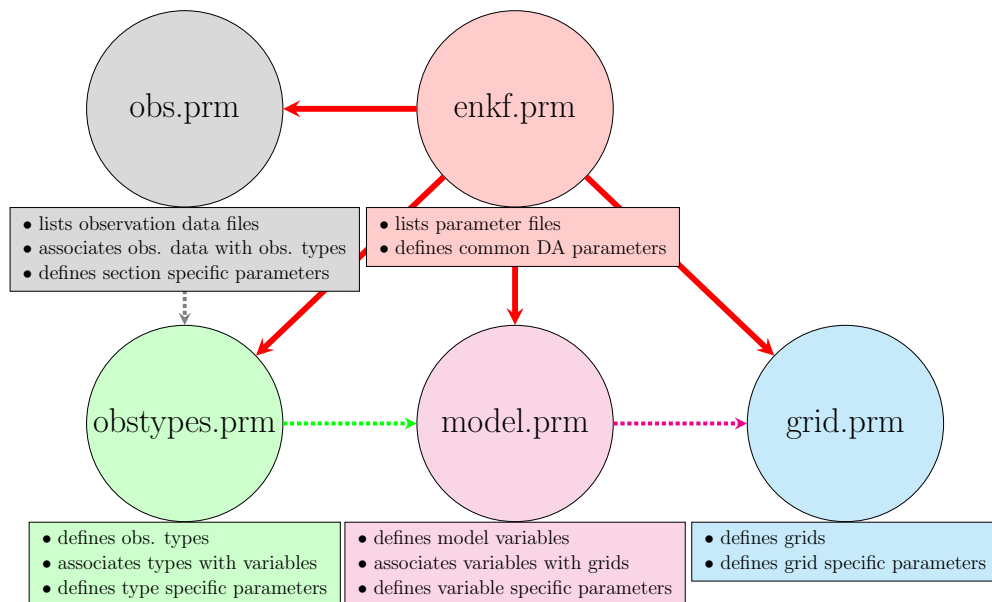 obs.prm
enkf.prm
• lists observation data files
• associates obs. data with obs. types
• defines section specific parameters
• lists parameter files
• defines common DA parameters
obstypes.prm
model.prm
grid.prm
• defines obs. types
• associates types with variables
• defines type specific parameters
• defines model variables
• associates variables with grids
• defines variable specific parameters
• defines grids
• defines grid specific parameters